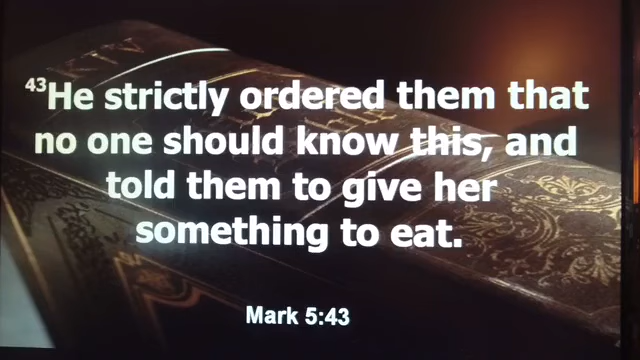 KJV
43He strictly ordered them that
no one should know this, and
told them to give her
something to eat.
Mark 5:43